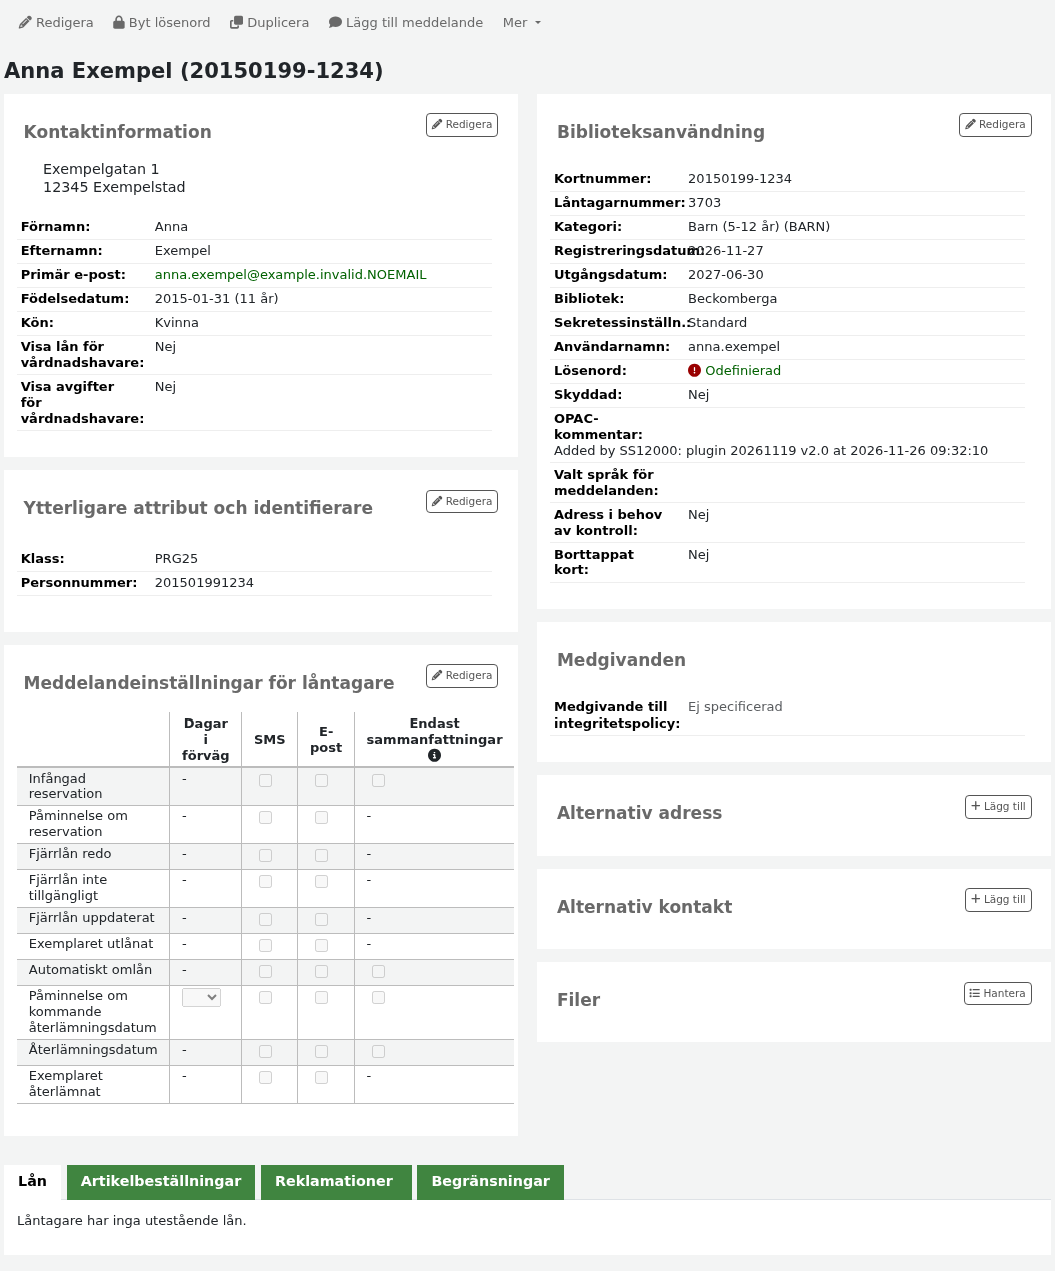 Redigera Byt lösenord Duplicera Lägg till meddelande Mer
Anna Exempel (20150199-1234)
Kontaktinformation
Redigera
Exempelgatan 1
12345 Exempelstad
Förnamn: Anna
Efternamn: Exempel
Primär e-post: anna.exempel@example.invalid.NOEMAIL
Födelsedatum: 2015-01-31 (11 år)
Kön: Kvinna
Visa lån för Nej
vårdnadshavare:
Visa avgifter Nej
för
vårdnadshavare:
Ytterligare attribut och identifierare
Redigera
Klass: PRG25
Personnummer: 201501991234
Meddelandeinställningar för låntagare
Redigera
Dagar
i
förväg
SMS
E-
post
Endast
sammanfattningar
Infångad -
reservation
Påminnelse om - -
reservation
Fjärrlån redo - -
Fjärrlån inte - -
tillgängligt
Fjärrlån uppdaterat - -
Exemplaret utlånat - -
Automatiskt omlån -
Påminnelse om
kommande
återlämningsdatum
Återlämningsdatum -
Exemplaret - -
återlämnat
Biblioteksanvändning
Redigera
Kortnummer: 20150199-1234
Låntagarnummer: 3703
Kategori: Barn (5-12 år) (BARN)
Registreringsdatum: 2026-11-27
Utgångsdatum: 2027-06-30
Bibliotek: Beckomberga
Sekretessinställn.: Standard
Användarnamn: anna.exempel
Lösenord: Odefinierad
Skyddad: Nej
OPAC-
kommentar:
Added by SS12000: plugin 20261119 v2.0 at 2026-11-26 09:32:10
Valt språk för
meddelanden:
Adress i behov Nej
av kontroll:
Borttappat Nej
kort:
Medgivanden
Medgivande till Ej specificerad
integritetspolicy:
Alternativ adress
Lägg till
Alternativ kontakt
Lägg till
Filer
Hantera
Lån Artikelbeställningar Reklamationer Begränsningar
Låntagare har inga utestående lån.